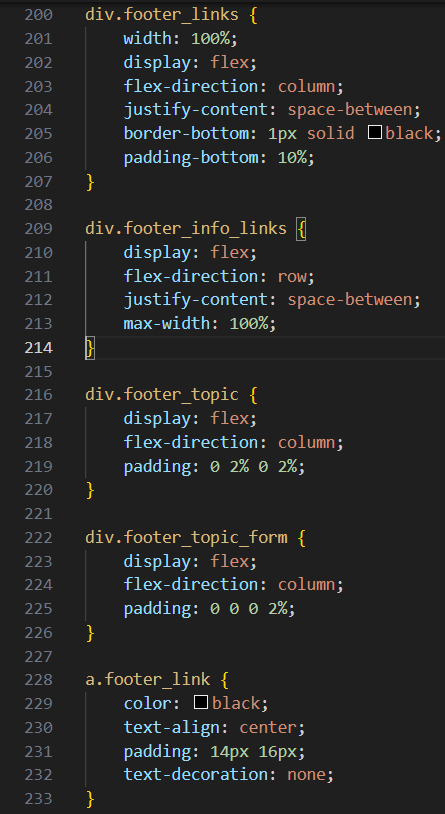 200 div.footer_links {
201     width: 100%;
202     display: flex;
203     flex-direction: column;
204     justify-content: space-between;
205     border-bottom: 1px solid black;
206     padding-bottom: 10%;
207 }
208
209 div.footer_info_links {
210     display: flex;
211     flex-direction: row;
212     justify-content: space-between;
213     max-width: 100%;
214 }
215
216 div.footer_topic {
217     display: flex;
218     flex-direction: column;
219     padding: 0 2% 0 2%;
220 }
221
222 div.footer_topic_form {
223     display: flex;
224     flex-direction: column;
225     padding: 0 0 0 2%;
226 }
227
228 a.footer_link {
229     color: black;
230     text-align: center;
231     padding: 14px 16px;
232     text-decoration: none;
233 }